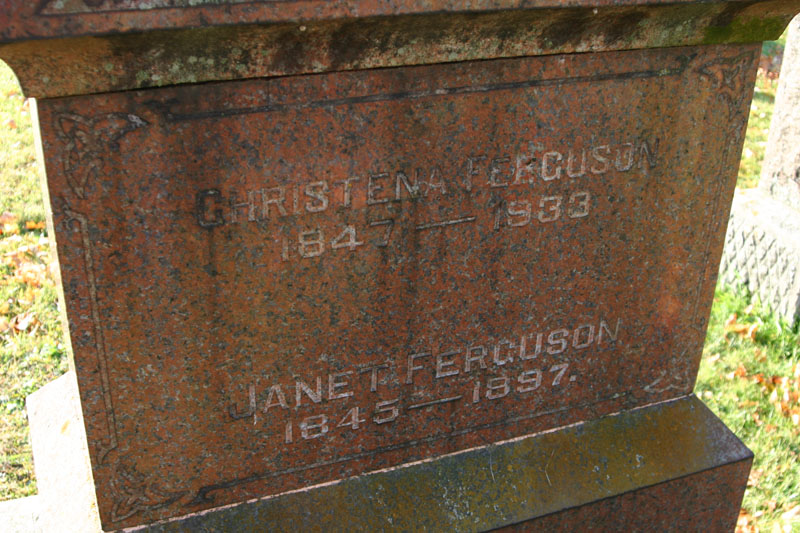 CHRISTENA FERGUSON
1847 — 1933
JANET FERGUSON
1845 — 1897.